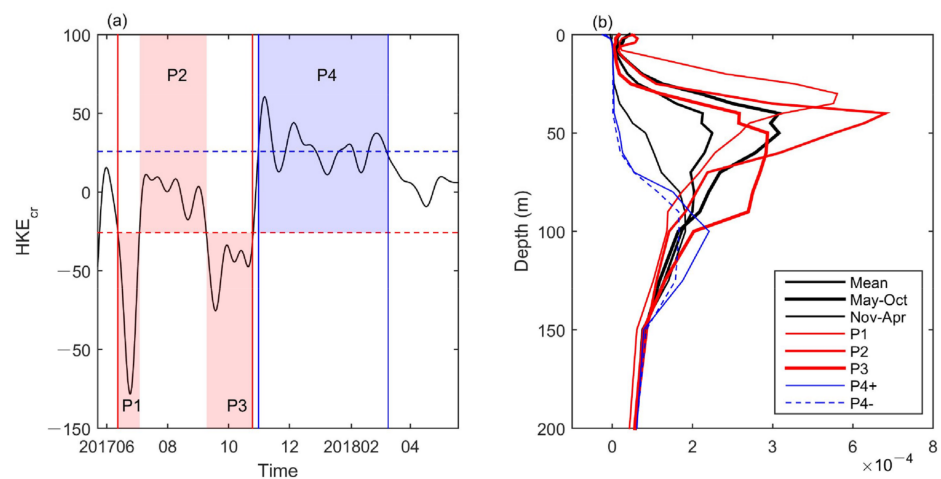 (a)
100
50
0
−50
−50
−150
HKEcr
P2
P4
P1
P3
201706
08
10
12
201802
04
Time
(b)
0
50
100
150
200
Depth (m)
Mean
May-Oct
Nov-Apr
P1
P2
P3
P4+
P4-
0
2
3
6
8
×10⁻⁴